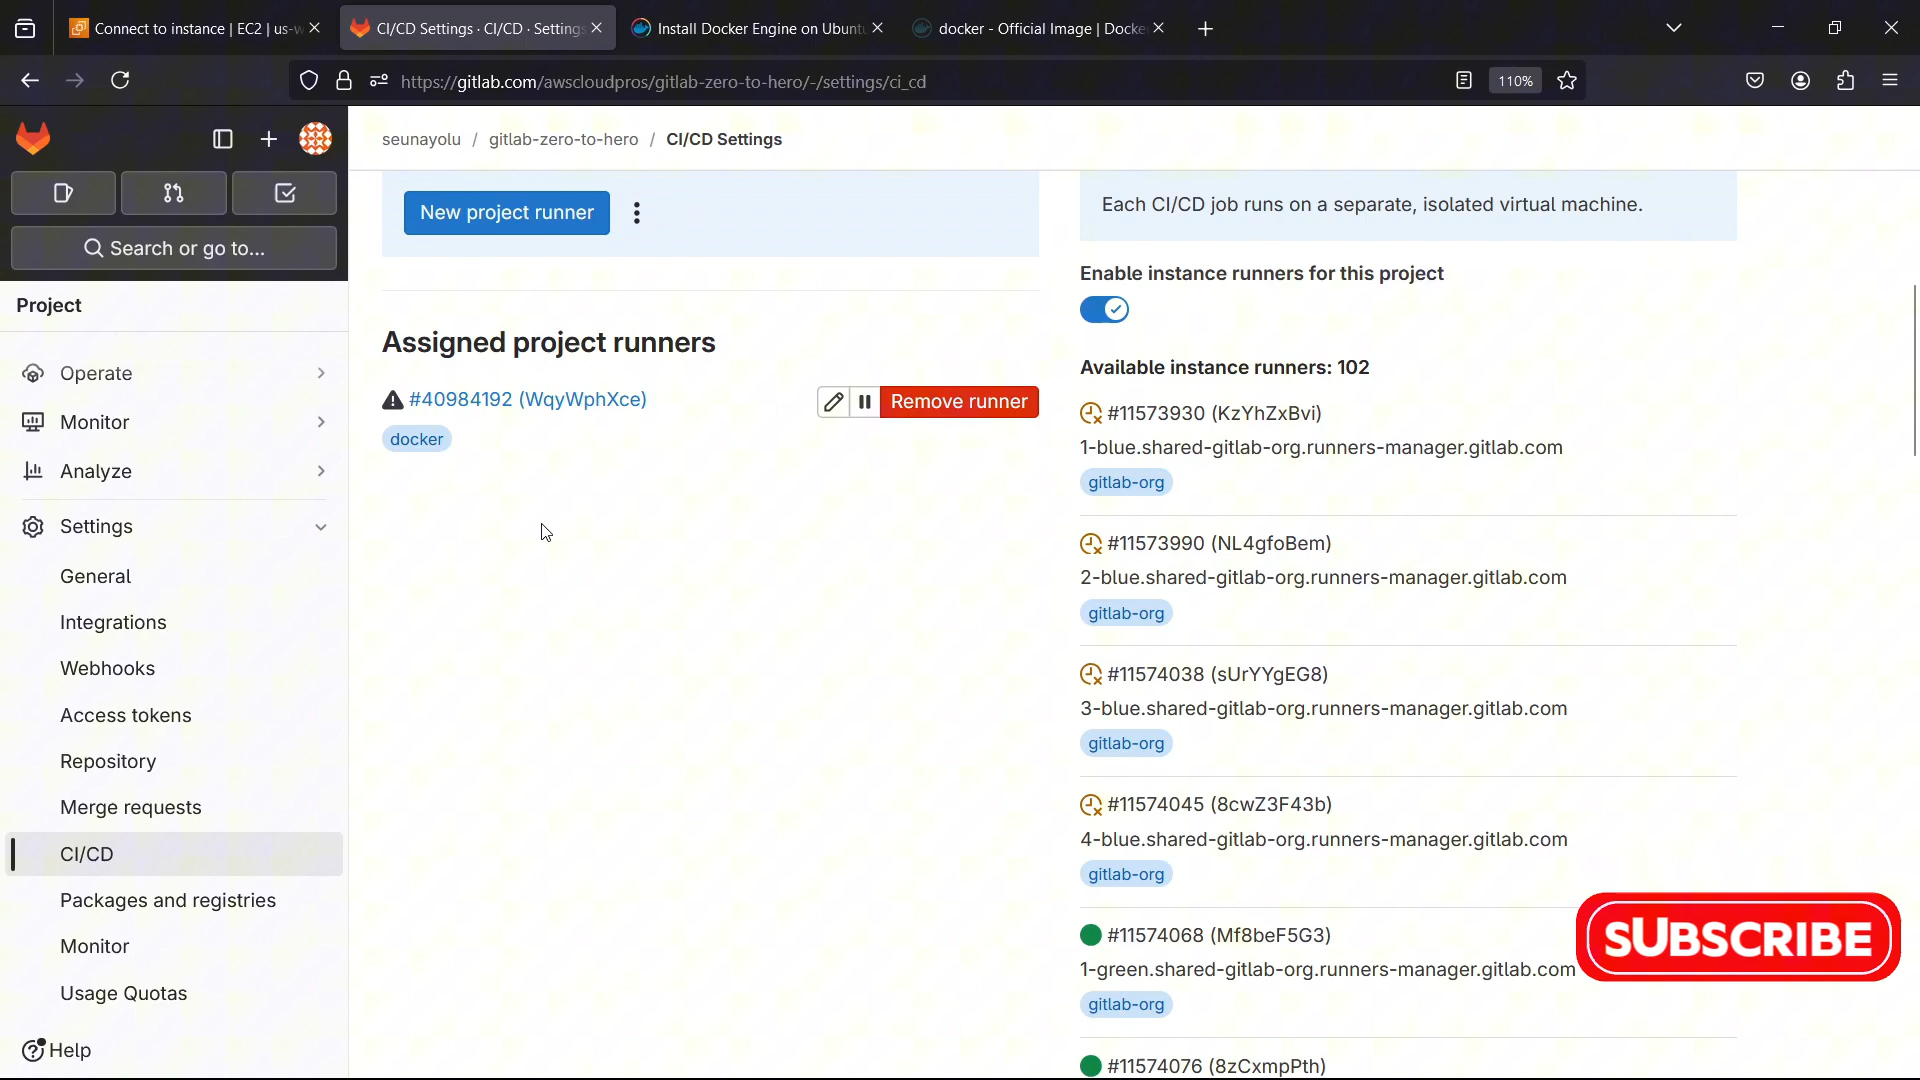 Connect to instance | EC2 | us-w
CI/CD Settings · CI/CD · Settings
Install Docker Engine on Ubuntu
docker - Official Image | Docke
https://gitlab.com/awscloudpros/gitlab-zero-to-hero/-/settings/ci_cd
110%
Search or go to...
Project
Operate
Monitor
Analyze
Settings
General
Integrations
Webhooks
Access tokens
Repository
Merge requests
CI/CD
Packages and registries
Monitor
Usage Quotas
Help
seunayolu / gitlab-zero-to-hero / CI/CD Settings
New project runner
Assigned project runners
#40984192 (WqyWphXce)
Remove runner
docker
Each CI/CD job runs on a separate, isolated virtual machine.
Enable instance runners for this project
Available instance runners: 102
#11573930 (KzYhZxBvi)
1-blue.shared-gitlab-org.runners-manager.gitlab.com
gitlab-org
#11573990 (NL4gfoBem)
2-blue.shared-gitlab-org.runners-manager.gitlab.com
gitlab-org
#11574038 (sUrYYgEG8)
3-blue.shared-gitlab-org.runners-manager.gitlab.com
gitlab-org
#11574045 (8cwZ3F43b)
4-blue.shared-gitlab-org.runners-manager.gitlab.com
gitlab-org
#11574068 (Mf8beF5G3)
1-green.shared-gitlab-org.runners-manager.gitlab.com
gitlab-org
#11574076 (8zCxmpPth)
SUBSCRIBE